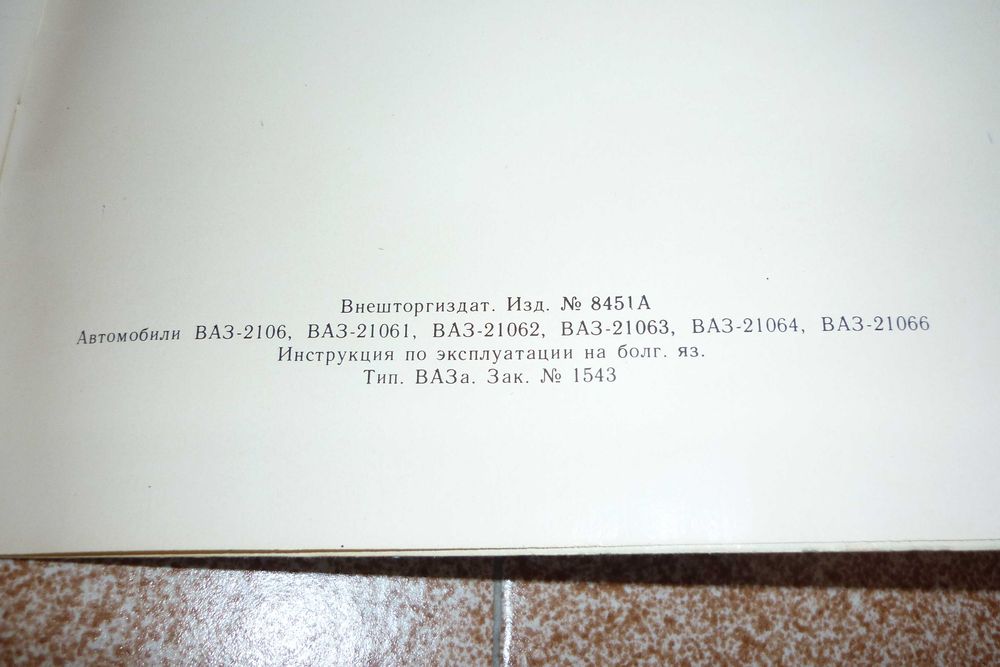 Внешторгиздат. Изд. № 8451А
Автомобили ВАЗ-2106, ВАЗ-21061, ВАЗ-21062, ВАЗ-21063, ВАЗ-21064, ВАЗ-21066
Инструкция по эксплуатации на болг. яз.
Тип. ВАЗа. Зак. № 1543